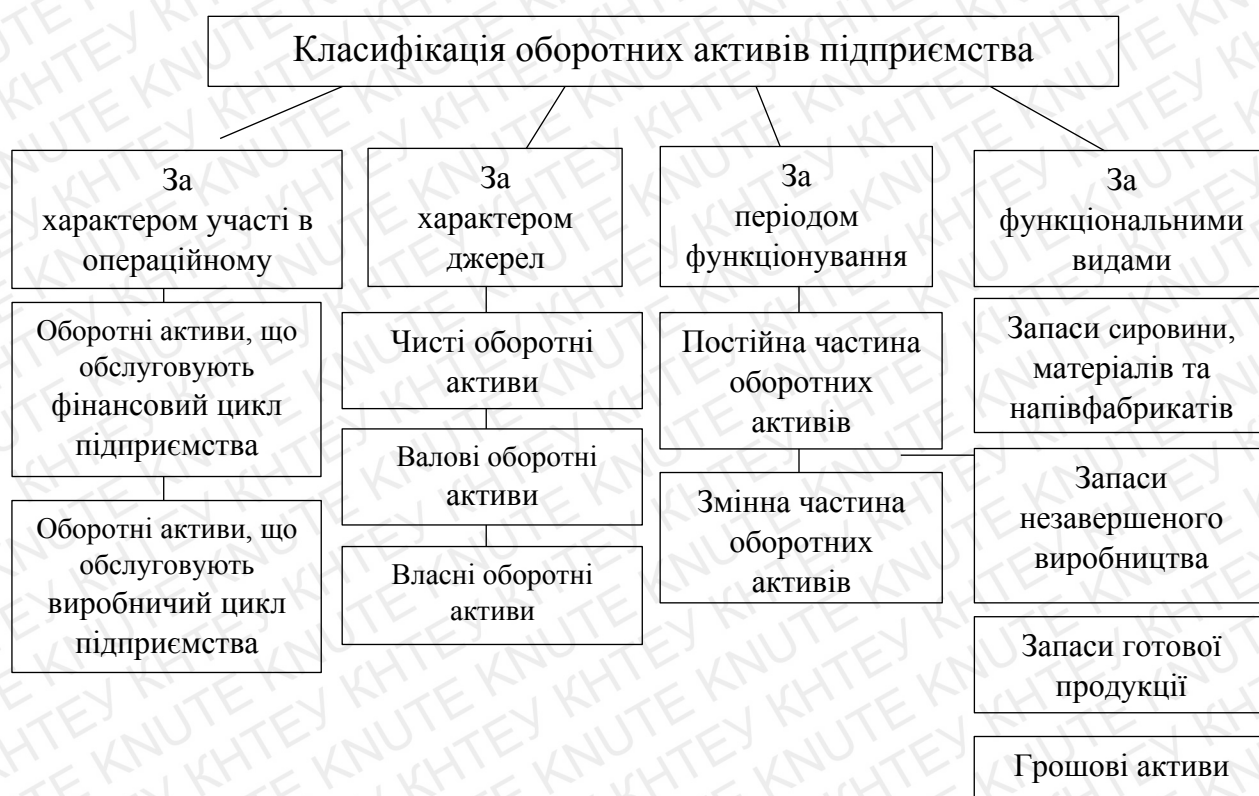 Класифікація оборотних активів підприємства
За
характером участі в
операційному
Оборотні активи, що
обслуговують
фінансовий цикл
підприємства
Оборотні активи, що
обслуговують
виробничий цикл
підприємства
За
характером
джерел
Чисті оборотні
активи
Валові оборотні
активи
Власні оборотні
активи
За
періодом
функціонування
Постійна частина
оборотних
активів
Змінна частина
оборотних
активів
За
функціональними
видами
Запаси сировини,
матеріалів та
напівфабрикатів
Запаси
незавершеного
виробництва
Запаси готової
продукції
Грошові активи